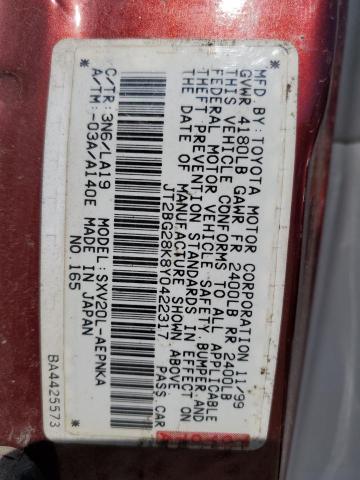 MFD. BY: TOYOTA MOTOR CORPORATION 11/99
GVWR 4180LB GAWR FR 2400LB RR 2400LB
THIS VEHICLE CONFORMS TO ALL APPLICABLE
FEDERAL MOTOR VEHICLE SAFETY, BUMPER, AND
THEFT PREVENTION STANDARDS IN EFFECT ON
THE DATE OF MANUFACTURE SHOWN ABOVE.
*JT2BG28K8Y0422317* PASS.CAR
C/TR: 3N6/LA19 MODEL: SXV20L-AEPNKA
A/TM: -03A/A140E MADE IN JAPAN
NO.165
BA4425573